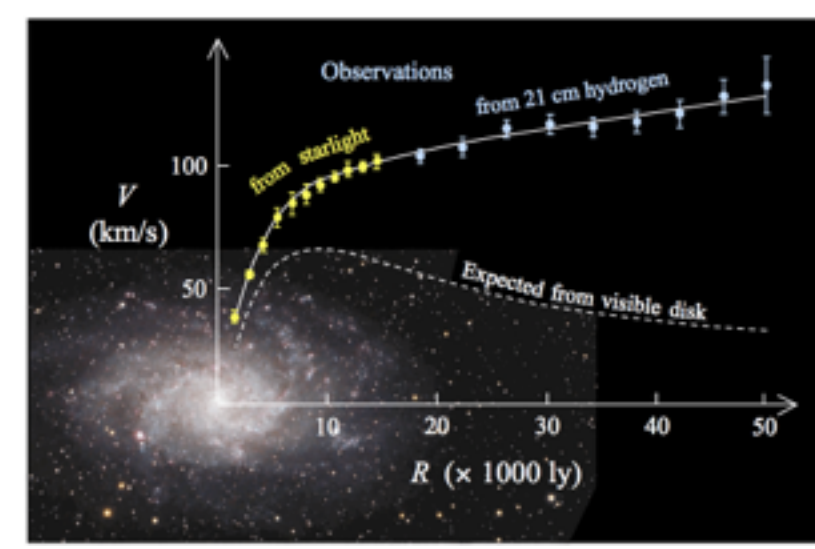 Observations
from 21 cm hydrogen
from starlight
100
V
(km/s)
50
Expected from visible disk
10 20 30 40 50
R (× 1000 ly)